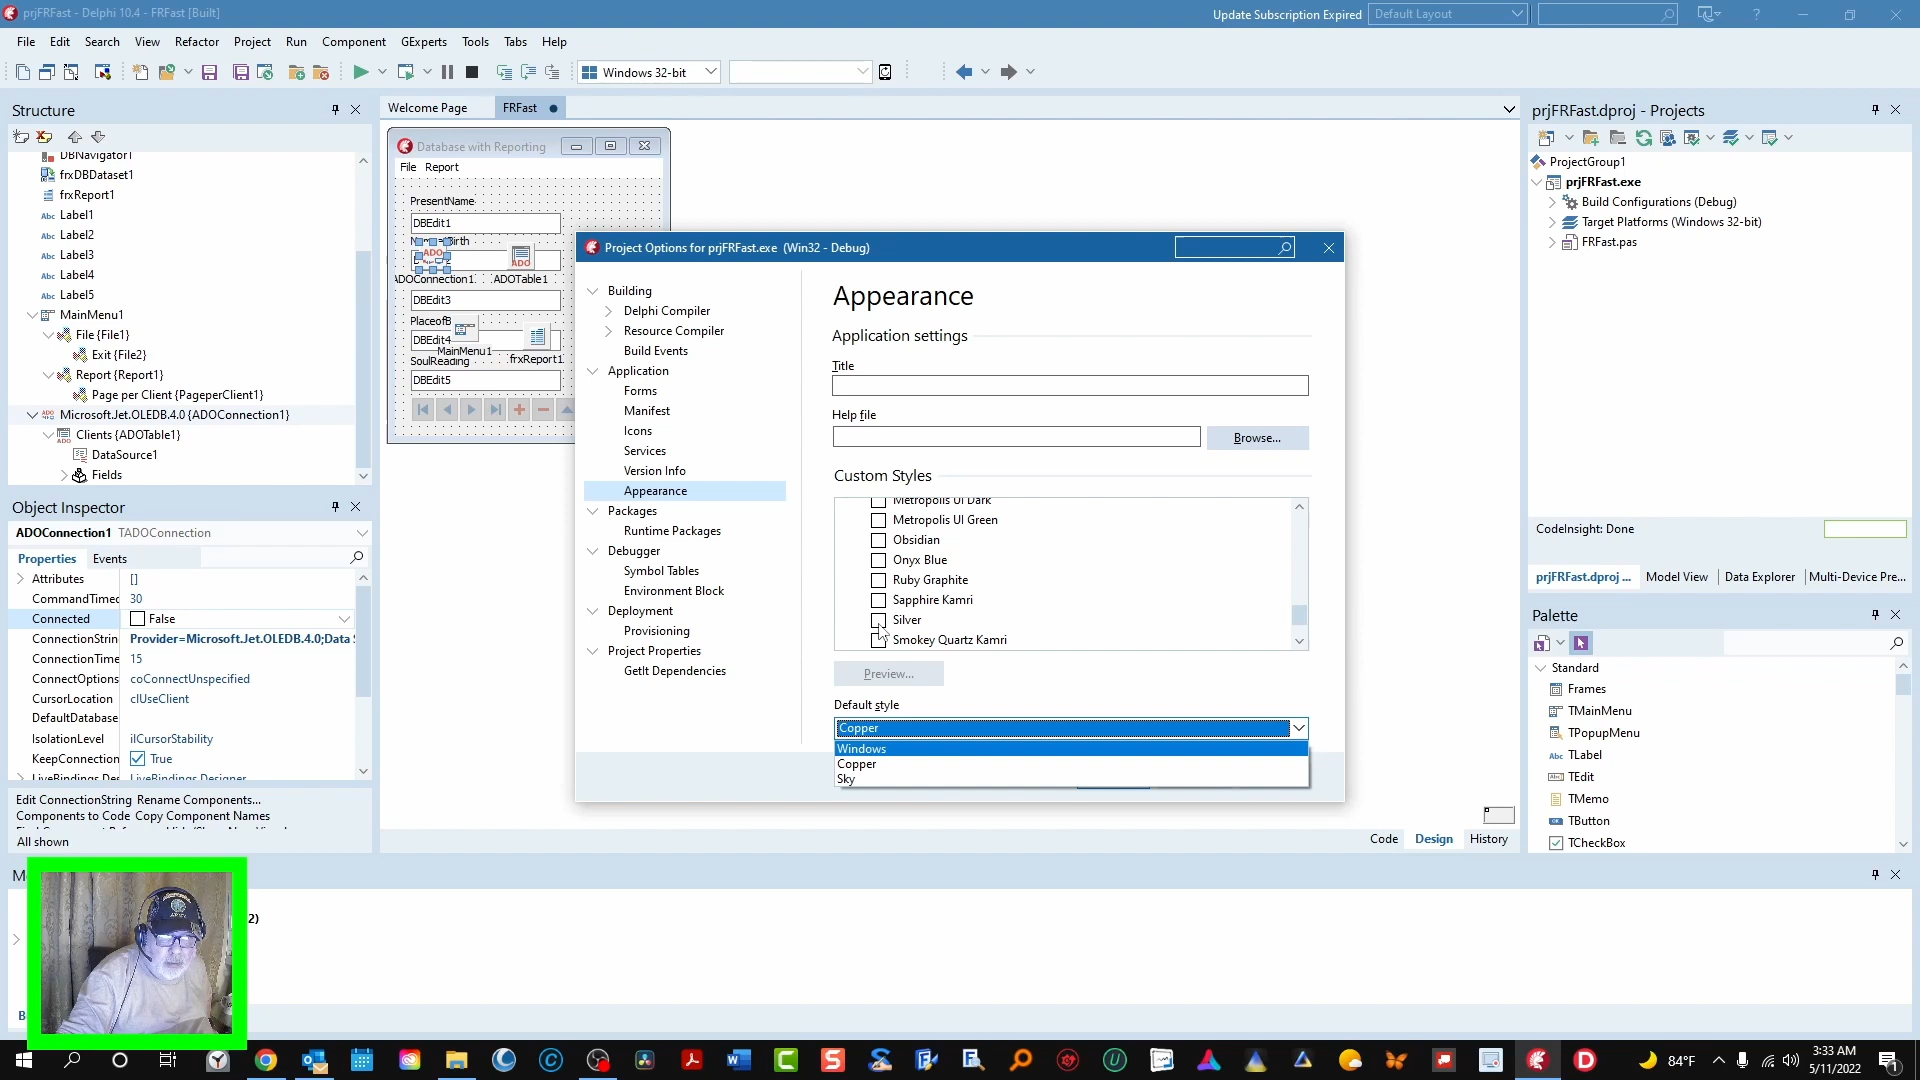 prjFRFast - Delphi 10.4 - FRFast [Built]
Update Subscription Expired
Default Layout
File Edit Search View Refactor Project Run Component GExperts Tools Tabs Help
Windows 32-bit
Structure
DBNavigator1
frxDBDataset1
frxReport1
Label1
Label2
Label3
Label4
Label5
MainMenu1
File {File1}
Exit {File2}
Report {Report1}
Page per Client {PageperClient1}
Microsoft.Jet.OLEDB.4.0 {ADOConnection1}
Clients {ADOTable1}
DataSource1
Fields
Object Inspector
ADOConnection1 TADOConnection
Properties Events
Attributes []
CommandTimeo 30
Connected False
ConnectionStrin Provider=Microsoft.Jet.OLEDB.4.0;Data S
ConnectionTime 15
ConnectOptions coConnectUnspecified
CursorLocation clUseClient
DefaultDatabase
IsolationLevel ilCursorStability
KeepConnection True
LiveBindings Des LiveBindings Designer
Edit ConnectionString Rename Components...
Components to Code Copy Component Names
All shown
Welcome Page FRFast
Database with Reporting
File Report
PresentName
DBEdit1
Birth
ADO
ADO
ADOConnection1 ADOTable1
DBEdit3
PlaceofB
DBEdit4
MainMenu1 frxReport1
SoulReading
DBEdit5
Project Options for prjFRFast.exe (Win32 - Debug)
Building
Delphi Compiler
Resource Compiler
Build Events
Application
Forms
Manifest
Icons
Services
Version Info
Appearance
Packages
Runtime Packages
Debugger
Symbol Tables
Environment Block
Deployment
Provisioning
Project Properties
GetIt Dependencies
Appearance
Application settings
Title
Help file
Browse...
Custom Styles
Metropolis UI Dark
Metropolis UI Green
Obsidian
Onyx Blue
Ruby Graphite
Sapphire Kamri
Silver
Smokey Quartz Kamri
Preview...
Default style
Copper
Windows
Copper
Sky
Code Design History
prjFRFast.dproj - Projects
ProjectGroup1
prjFRFast.exe
Build Configurations (Debug)
Target Platforms (Windows 32-bit)
FRFast.pas
CodeInsight: Done
prjFRFast.dproj ... Model View Data Explorer Multi-Device Pre...
Palette
Standard
Frames
TMainMenu
TPopupMenu
TLabel
TEdit
TMemo
TButton
TCheckBox
2)
84°F
3:33 AM
5/11/2022